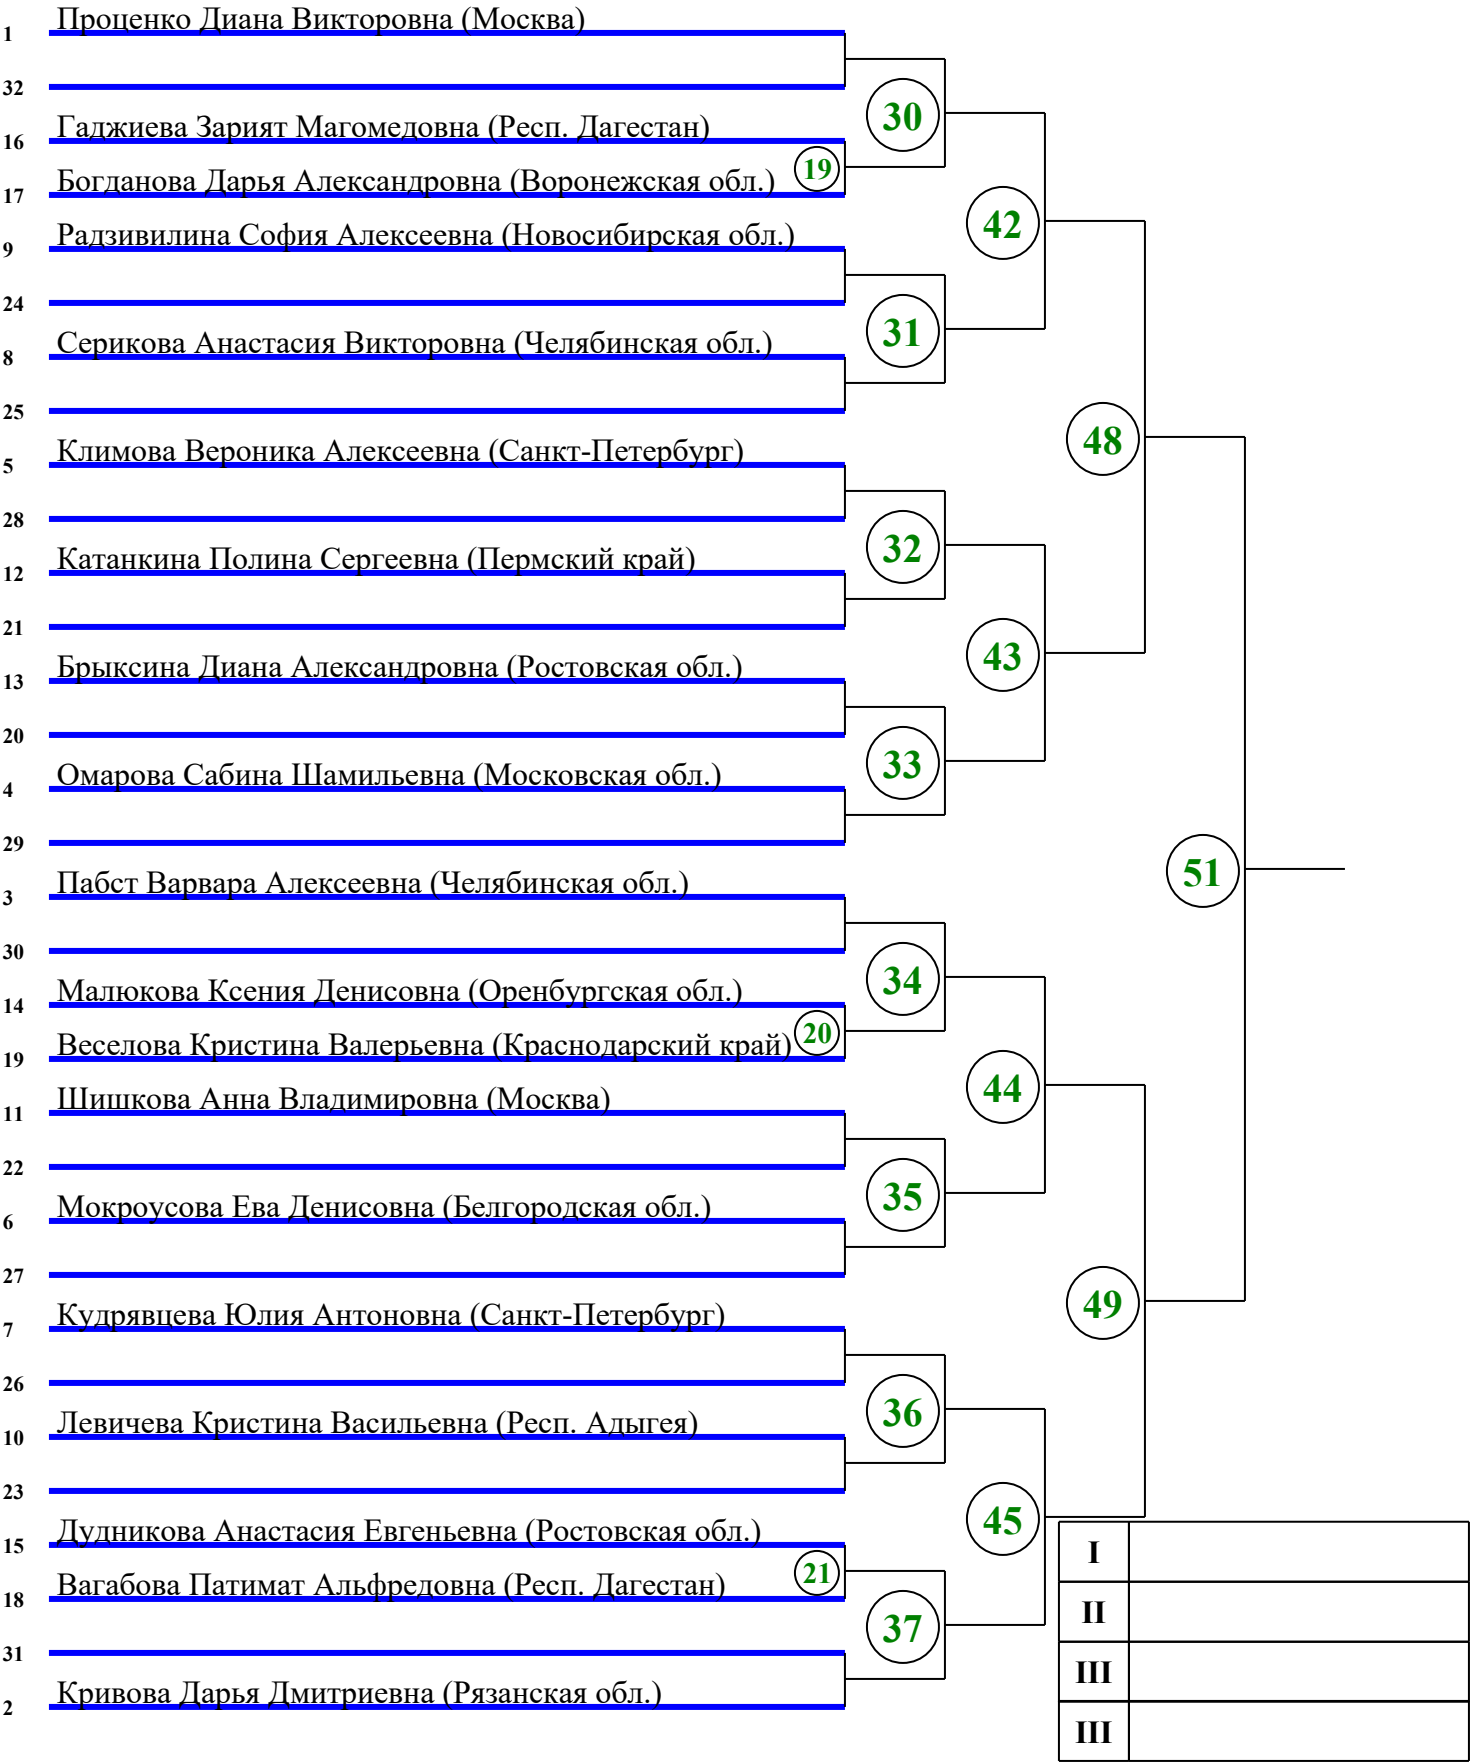 1 Проценко Диана Викторовна (Москва)
32
30
16 Гаджиева Зарият Магомедовна (Респ. Дагестан)
19
17 Богданова Дарья Александровна (Воронежская обл.)
42
9 Радзивилина София Алексеевна (Новосибирская обл.)
24
31
8 Серикова Анастасия Викторовна (Челябинская обл.)
25
48
5 Климова Вероника Алексеевна (Санкт-Петербург)
28
32
12 Катанкина Полина Сергеевна (Пермский край)
21
43
13 Брыксина Диана Александровна (Ростовская обл.)
20
33
4 Омарова Сабина Шамильевна (Московская обл.)
29
51
3 Пабст Варвара Алексеевна (Челябинская обл.)
30
34
14 Малюкова Ксения Денисовна (Оренбургская обл.)
20
19 Веселова Кристина Валерьевна (Краснодарский край)
44
11 Шишкова Анна Владимировна (Москва)
22
35
6 Мокроусова Ева Денисовна (Белгородская обл.)
27
49
7 Кудрявцева Юлия Антоновна (Санкт-Петербург)
26
36
10 Левичева Кристина Васильевна (Респ. Адыгея)
23
45
15 Дудникова Анастасия Евгеньевна (Ростовская обл.)
21
18 Вагабова Патимат Альфредовна (Респ. Дагестан)
37
31
2 Кривова Дарья Дмитриевна (Рязанская обл.)
I
II
III
III